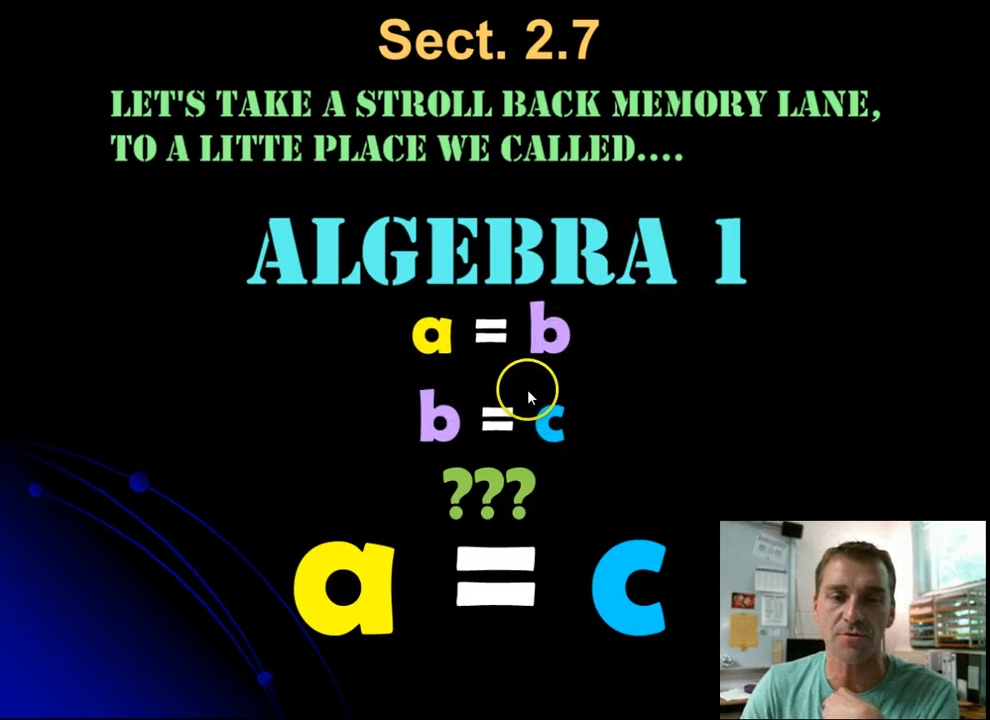 Sect. 2.7
LET'S TAKE A STROLL BACK MEMORY LANE,
TO A LITTE PLACE WE CALLED....
ALGEBRA 1
a = b
b = c
???
a = c